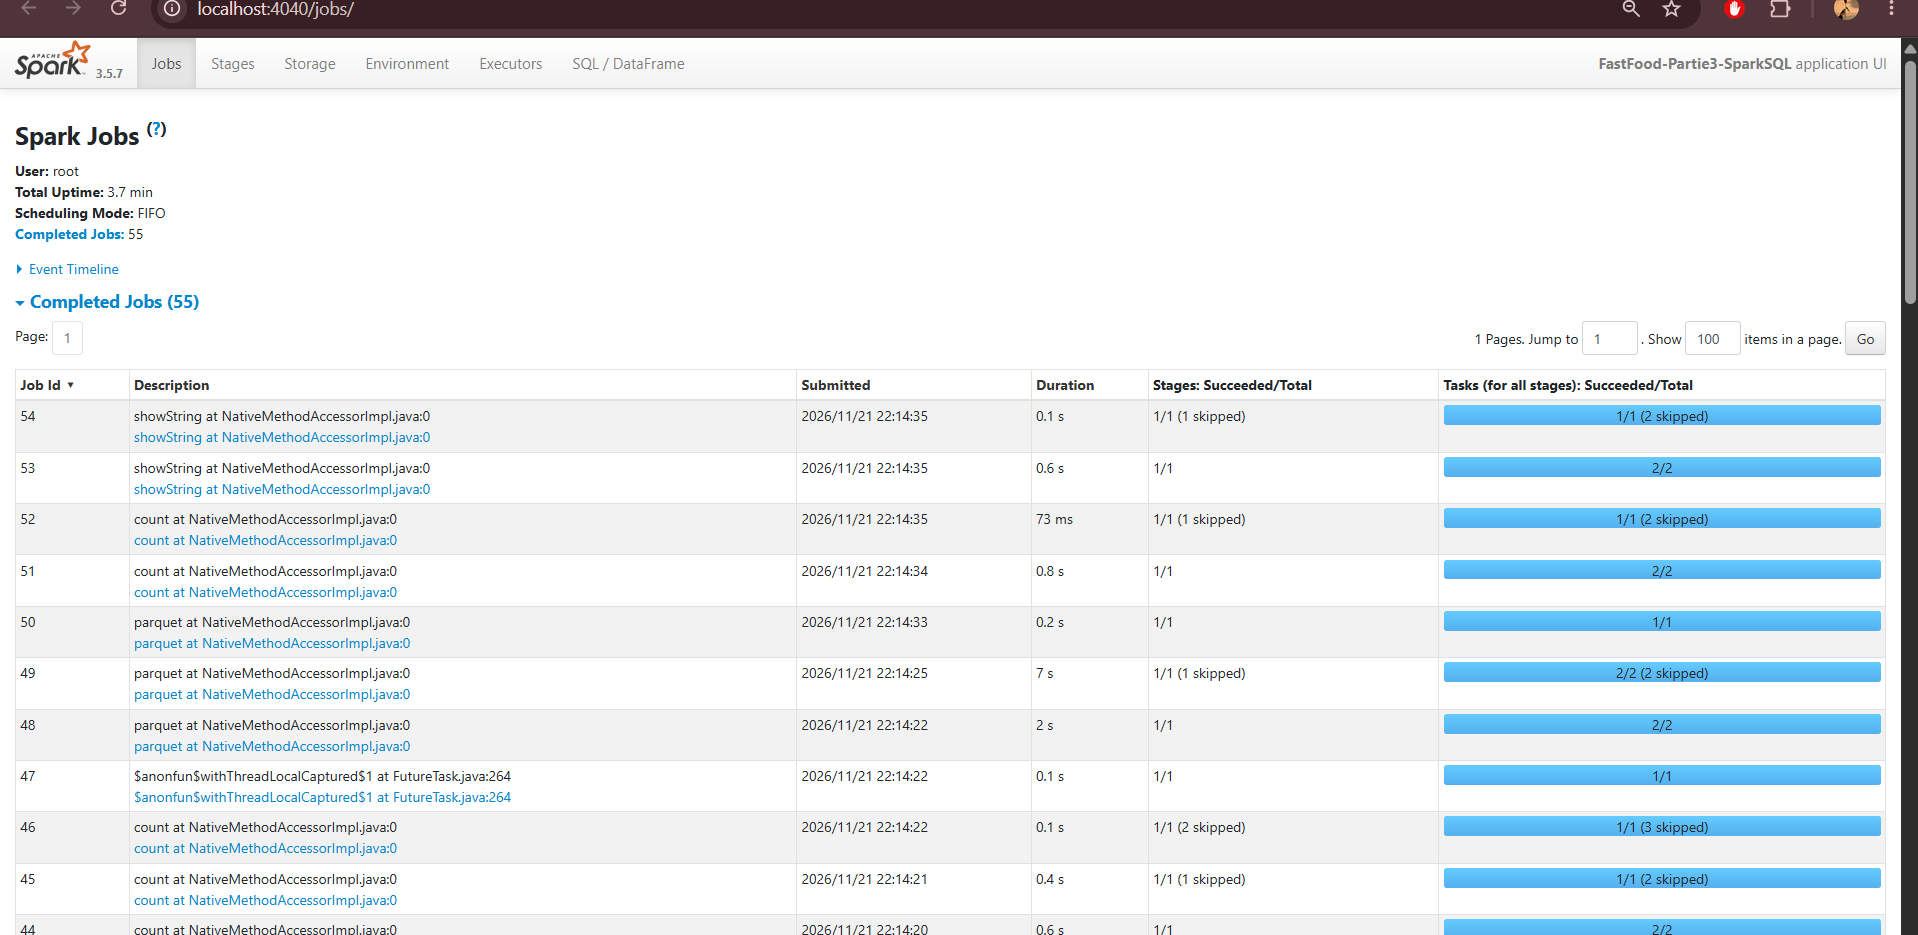 localhost:4040/jobs/
APACHE Spark 3.5.7 Jobs Stages Storage Environment Executors SQL / DataFrame FastFood-Partie3-SparkSQL application UI
Spark Jobs (?)
User: root
Total Uptime: 3.7 min
Scheduling Mode: FIFO
Completed Jobs: 55
Event Timeline
Completed Jobs (55)
Page: 1 1 Pages. Jump to 1 . Show 100 items in a page. Go
Job Id ▾ Description Submitted Duration Stages: Succeeded/Total Tasks (for all stages): Succeeded/Total
54 showString at NativeMethodAccessorImpl.java:0 2026/11/21 22:14:35 0.1 s 1/1 (1 skipped) 1/1 (2 skipped)
showString at NativeMethodAccessorImpl.java:0
53 showString at NativeMethodAccessorImpl.java:0 2026/11/21 22:14:35 0.6 s 1/1 2/2
showString at NativeMethodAccessorImpl.java:0
52 count at NativeMethodAccessorImpl.java:0 2026/11/21 22:14:35 73 ms 1/1 (1 skipped) 1/1 (2 skipped)
count at NativeMethodAccessorImpl.java:0
51 count at NativeMethodAccessorImpl.java:0 2026/11/21 22:14:34 0.8 s 1/1 2/2
count at NativeMethodAccessorImpl.java:0
50 parquet at NativeMethodAccessorImpl.java:0 2026/11/21 22:14:33 0.2 s 1/1 1/1
parquet at NativeMethodAccessorImpl.java:0
49 parquet at NativeMethodAccessorImpl.java:0 2026/11/21 22:14:25 7 s 1/1 (1 skipped) 2/2 (2 skipped)
parquet at NativeMethodAccessorImpl.java:0
48 parquet at NativeMethodAccessorImpl.java:0 2026/11/21 22:14:22 2 s 1/1 2/2
parquet at NativeMethodAccessorImpl.java:0
47 $anonfun$withThreadLocalCaptured$1 at FutureTask.java:264 2026/11/21 22:14:22 0.1 s 1/1 1/1
$anonfun$withThreadLocalCaptured$1 at FutureTask.java:264
46 count at NativeMethodAccessorImpl.java:0 2026/11/21 22:14:22 0.1 s 1/1 (2 skipped) 1/1 (3 skipped)
count at NativeMethodAccessorImpl.java:0
45 count at NativeMethodAccessorImpl.java:0 2026/11/21 22:14:21 0.4 s 1/1 (1 skipped) 1/1 (2 skipped)
count at NativeMethodAccessorImpl.java:0
44 count at NativeMethodAccessorImpl.java:0 2026/11/21 22:14:20 0.6 s 1/1 2/2